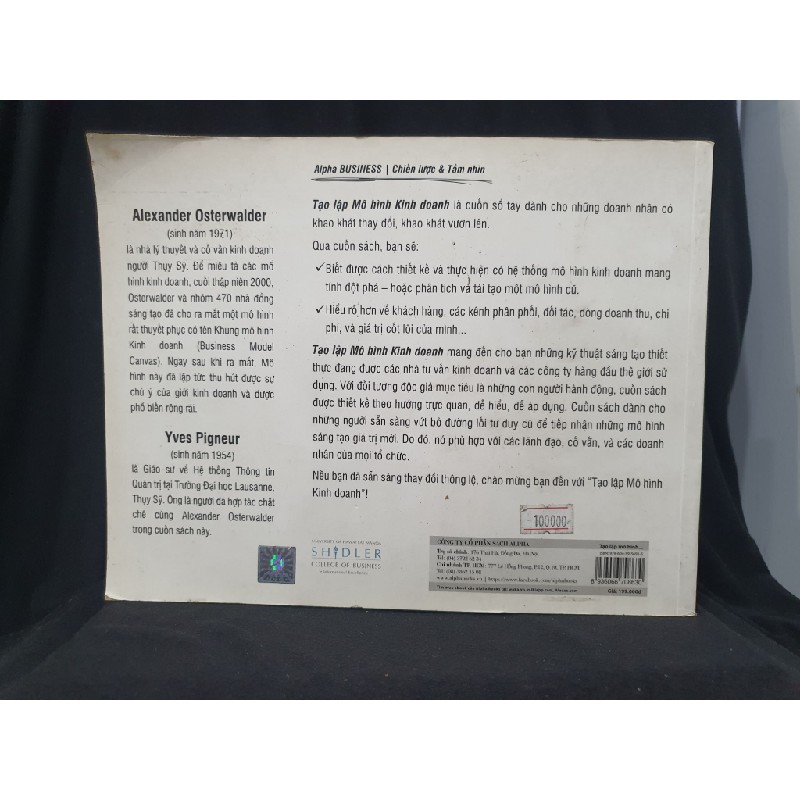 Alpha BUSINESS | Chiến lược & Tầm nhìn
Alexander Osterwalder
(sinh năm 1921)
là nhà lý thuyết và cố vấn kinh doanh
người Thụy Sỹ. Để miêu tả các mô
hình kinh doanh, cuối thập niên 2000,
Osterwalder và nhóm 470 nhà đồng
sáng tạo đã cho ra mắt một mô hình
rất thuyết phục có tên Khung mô hình
Kinh doanh (Business Model
Canvas). Ngay sau khi ra mắt. Mô
hình này đã lập tức thu hút được sự
chú ý của giới kinh doanh và được
phổ biến rộng rãi.
Yves Pigneur
(sinh năm 1954)
là Giáo sư về Hệ thống Thông tin
Quản trị tại Trường Đại học Lausanne,
Thụy Sỹ. Ông là người đã hợp tác chặt
chẽ cùng Alexander Osterwalder
trong cuốn sách này.
Tạo lập Mô hình Kinh doanh là cuốn sổ tay dành cho những doanh nhân có
khao khát thay đổi, khao khát vươn lên.
Qua cuốn sách, bạn sẽ:
✓Biết được cách thiết kế và thực hiện có hệ thống mô hình kinh doanh mang
tính đột phá – hoặc phân tích và tái tạo một mô hình cũ.
✓Hiểu rõ hơn về khách hàng, các kênh phân phối, đối tác, dòng doanh thu, chi
phí, và giá trị cốt lõi của mình...
Tạo lập Mô hình Kinh doanh mang đến cho bạn những kỹ thuật sáng tạo thiết
thực đang được các nhà tư vấn kinh doanh và các công ty hàng đầu thế giới sử
dụng. Với đối tượng độc giả mục tiêu là những con người hành động, cuốn sách
được thiết kế theo hướng trực quan, dễ hiểu, dễ áp dụng. Cuốn sách dành cho
những người sẵn sàng vứt bỏ đường lối tư duy cũ để tiếp nhận những mô hình
sáng tạo giá trị mới. Do đó, nó phù hợp với các lãnh đạo, cố vấn, và các doanh
nhân của mọi tổ chức.
Nếu bạn đã sẵn sàng thay đổi thông lệ, chào mừng bạn đến với "Tạo lập Mô hình
Kinh doanh"!
100000
SHIDLER
COLLEGE OF BUSINESS
CÔNG TY CỔ PHẦN SÁCH ALPHA